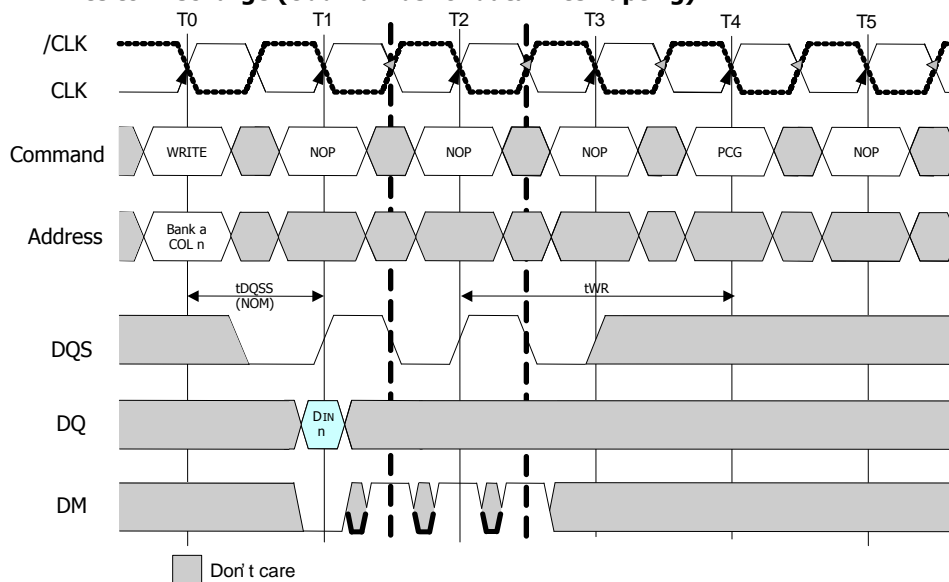 T0 T1 T2 T3 T4 T5
/CLK
CLK
Command WRITE NOP NOP NOP PCG NOP
Address Bank a
COL n
tDQSS
(NOM)
tWR
DQS
DQ DIN
n
DM
Don't care